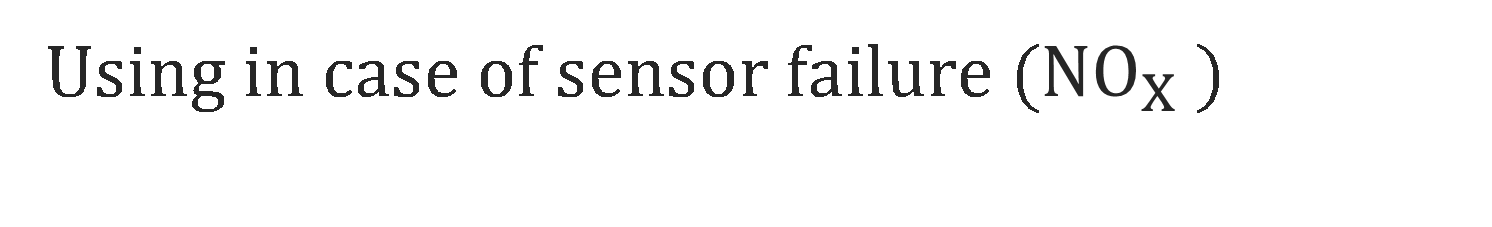 Using in case of sensor failure (NOₓ )